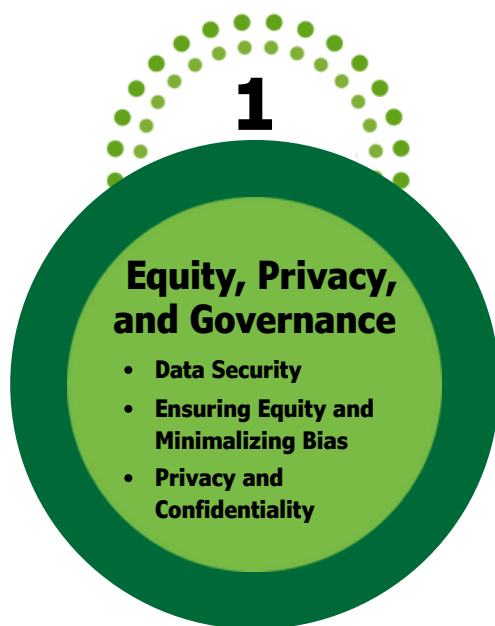 1
Equity, Privacy,
and Governance
• Data Security
• Ensuring Equity and
Minimalizing Bias
• Privacy and
Confidentiality